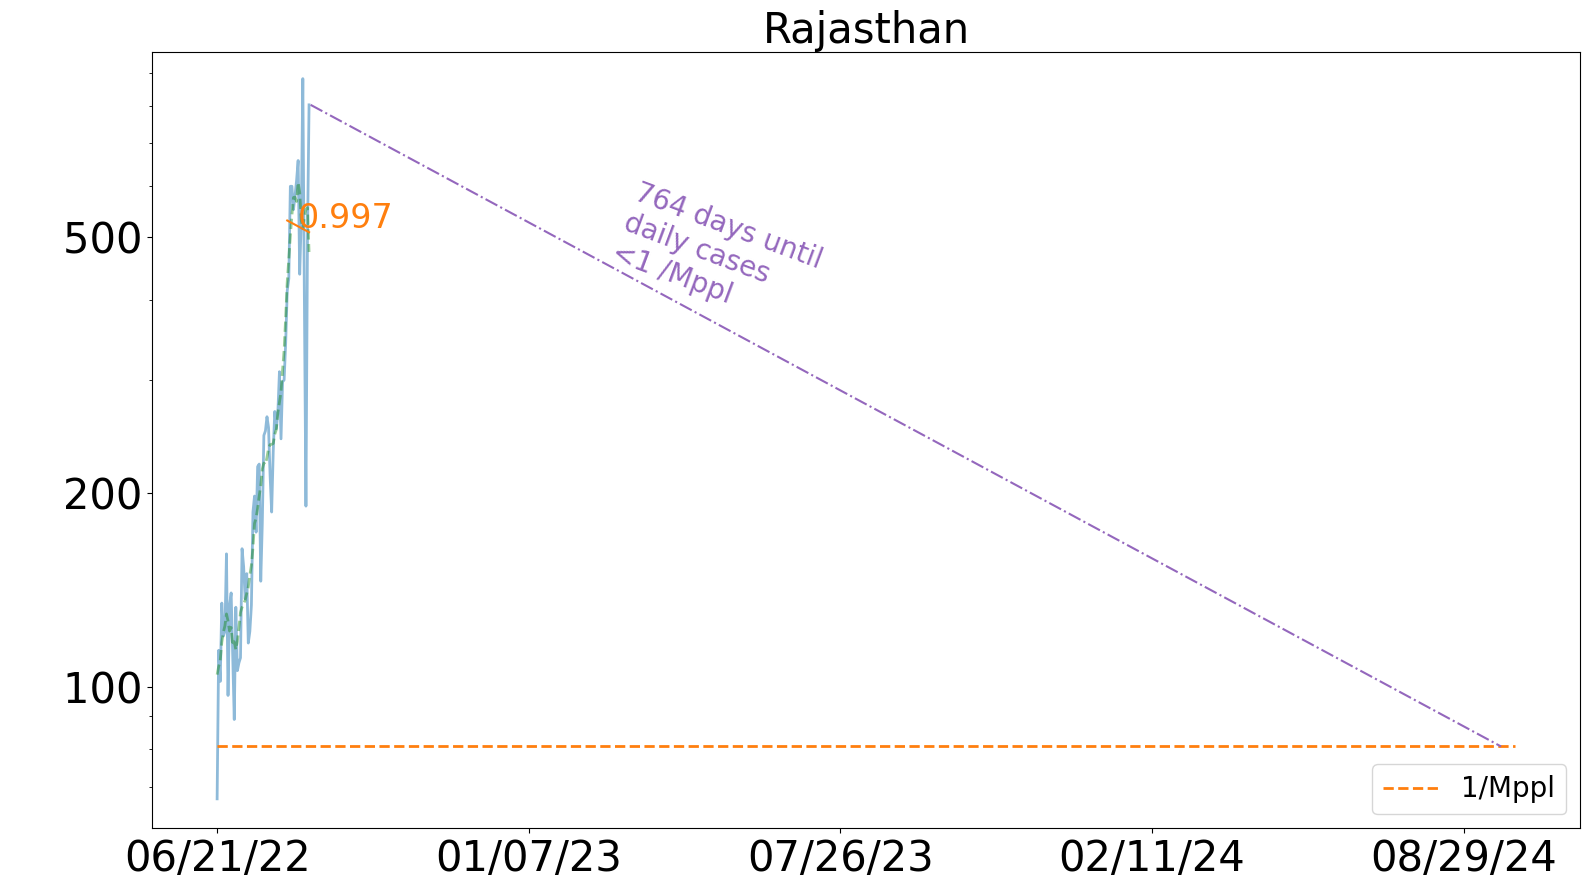 Rajasthan
500
200
100
0.997
764 days until
daily cases
<1 /Mppl
1/Mppl
06/21/22
01/07/23
07/26/23
02/11/24
08/29/24